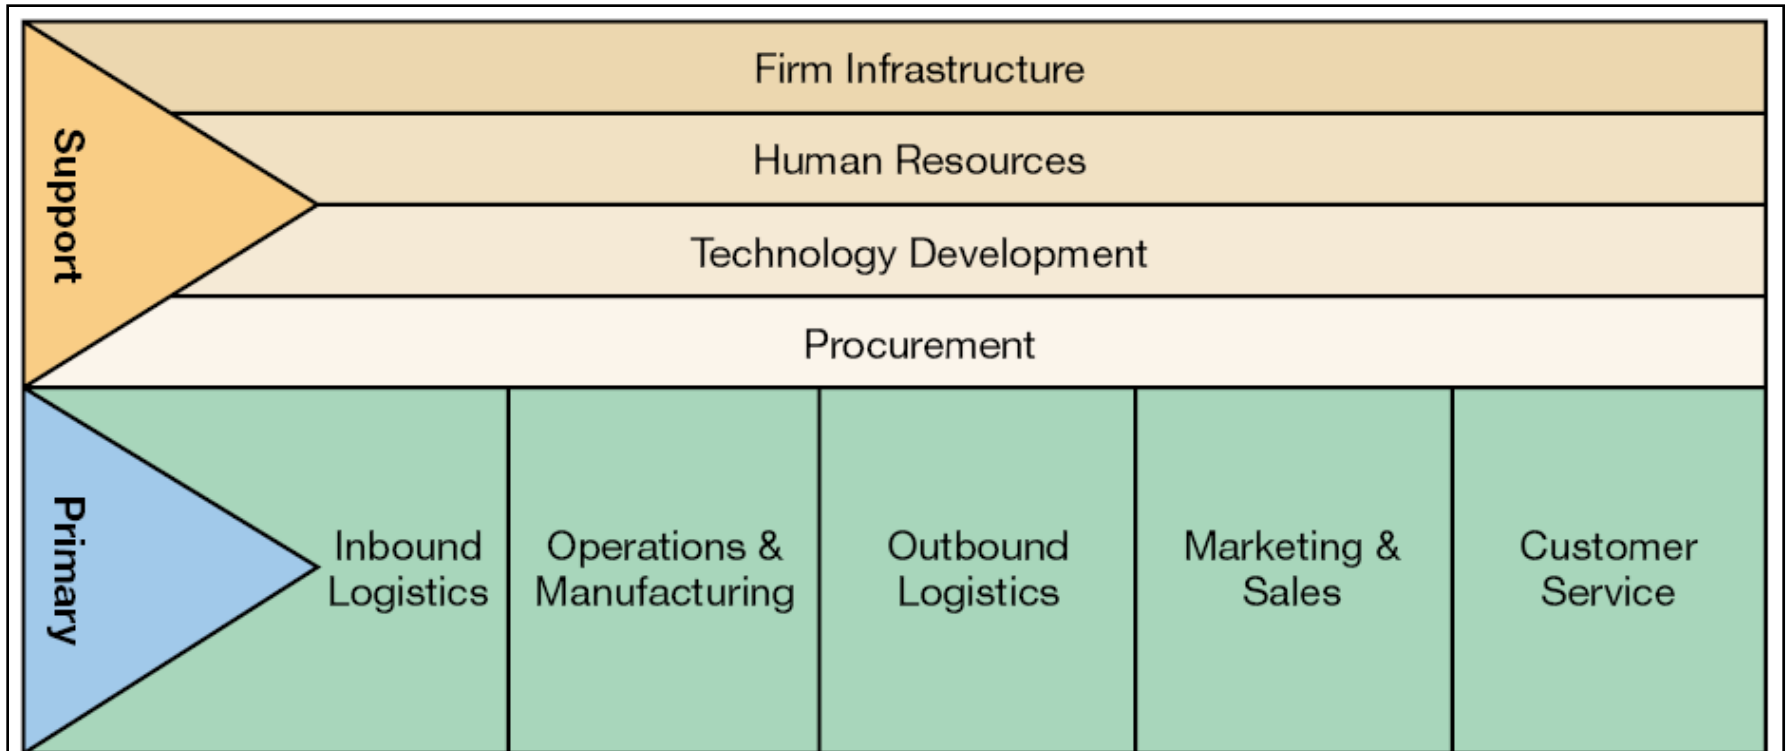 Support
Firm Infrastructure
Human Resources
Technology Development
Procurement
Primary
Inbound
Logistics
Operations &
Manufacturing
Outbound
Logistics
Marketing &
Sales
Customer
Service